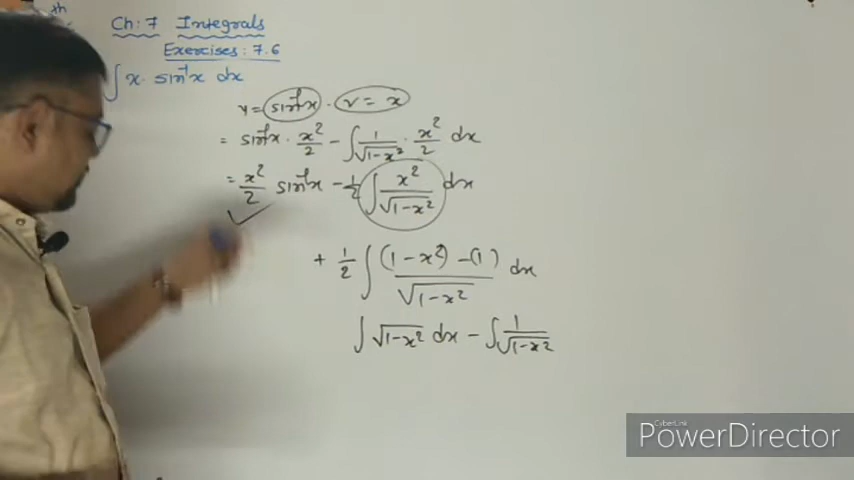 th
Ch: 7 Integrals
Exercises: 7.6
∫ x · sin⁻¹x dx
u = sin⁻¹x · v = x
= sin⁻¹x · x²/2 − ∫ 1/√(1−x²) · x²/2 dx
= x²/2 sin⁻¹x − 1/2 ∫ x²/√(1−x²) dx
+ 1/2 ∫ ((1−x²) −(1))/√(1−x²) dx
∫ √(1−x²) dx − ∫ 1/√(1−x²)
CyberLink
PowerDirector